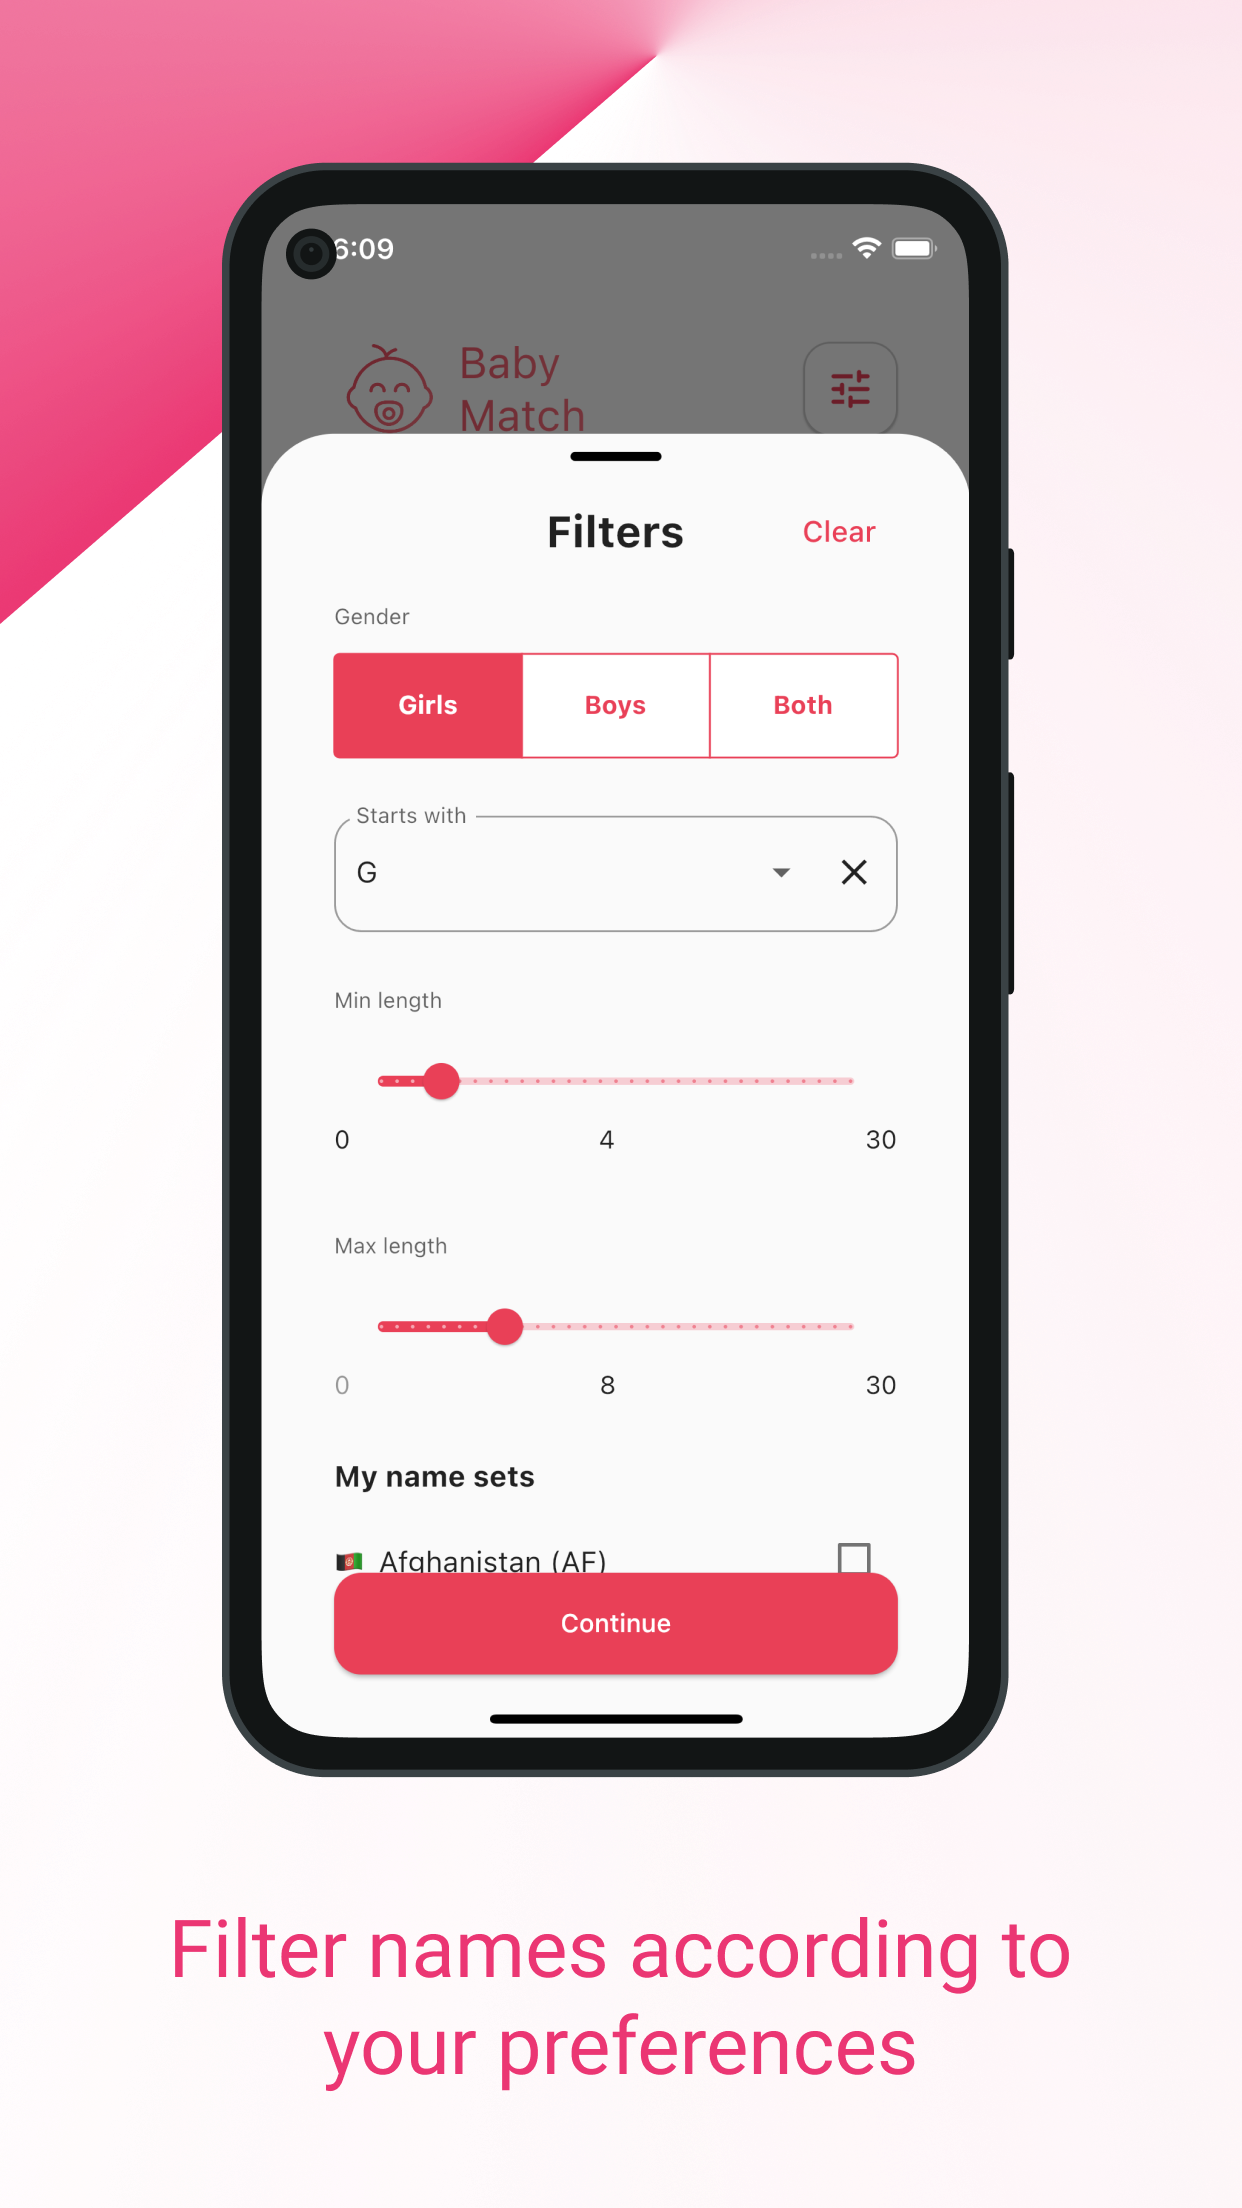 6:09
Baby
Match
Filters
Clear
Gender
Girls
Boys
Both
Starts with
G
Min length
0
4
30
Max length
0
8
30
My name sets
Afghanistan (AF)
Continue
Filter names according to
your preferences